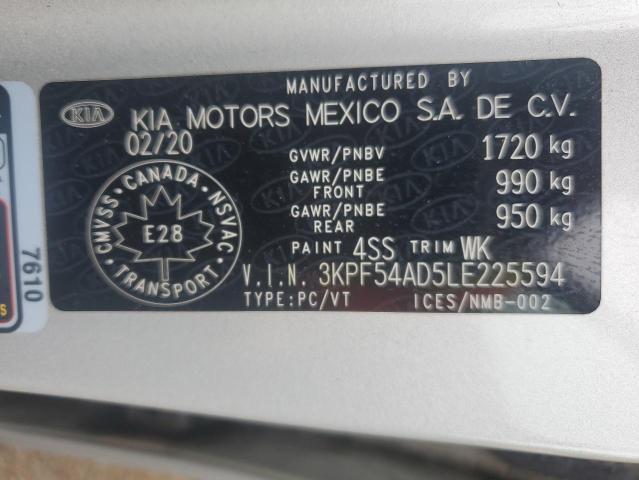 MANUFACTURED BY
KIA KIA MOTORS MEXICO S.A. DE C.V.
02/20
GVWR/PNBV 1720 kg
GAWR/PNBE FRONT 990 kg
GAWR/PNBE REAR 950 kg
PAINT 4SS TRIM WK
V.I.N. 3KPF54AD5LE225594
TYPE:PC/VT ICES/NMB-002
CANADA
CMVSS NSVAC
E28
TRANSPORT
7610
S